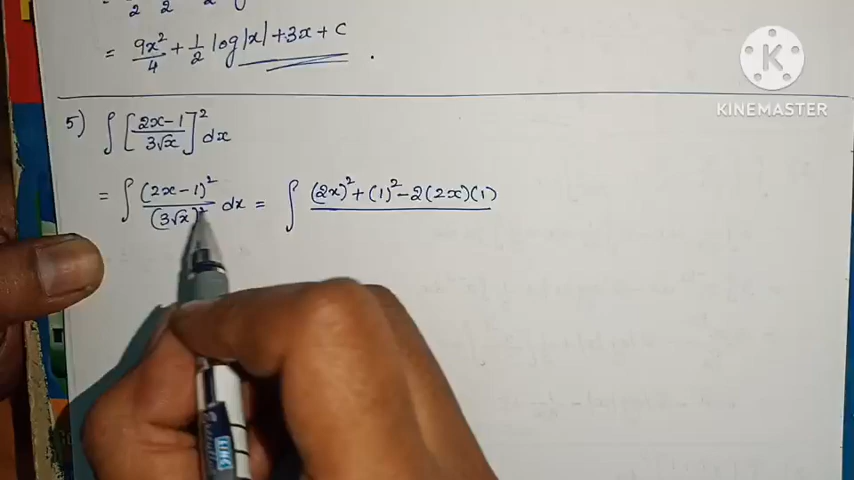 = 9x²/4 + 1/2 log|x| + 3x + C .
KINEMASTER
5) ∫ [2x-1/3√x]² dx
= ∫ (2x-1)²/(3√x)² dx = ∫ (2x)² + (1)² - 2(2x)(1)